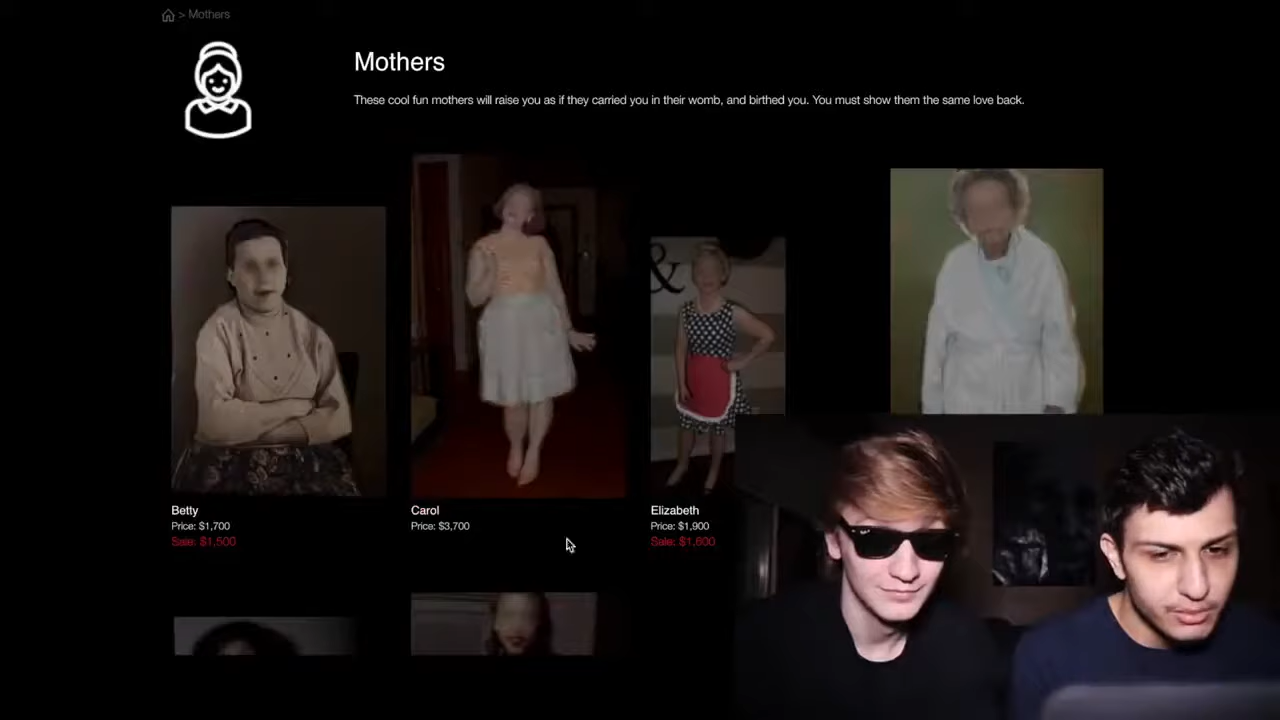 > Mothers
Mothers
These cool fun mothers will raise you as if they carried you in their womb, and birthed you. You must show them the same love back.
&
Betty
Price: $1,700
Sale: $1,500
Carol
Price: $3,700
Elizabeth
Price: $1,900
Sale: $1,600